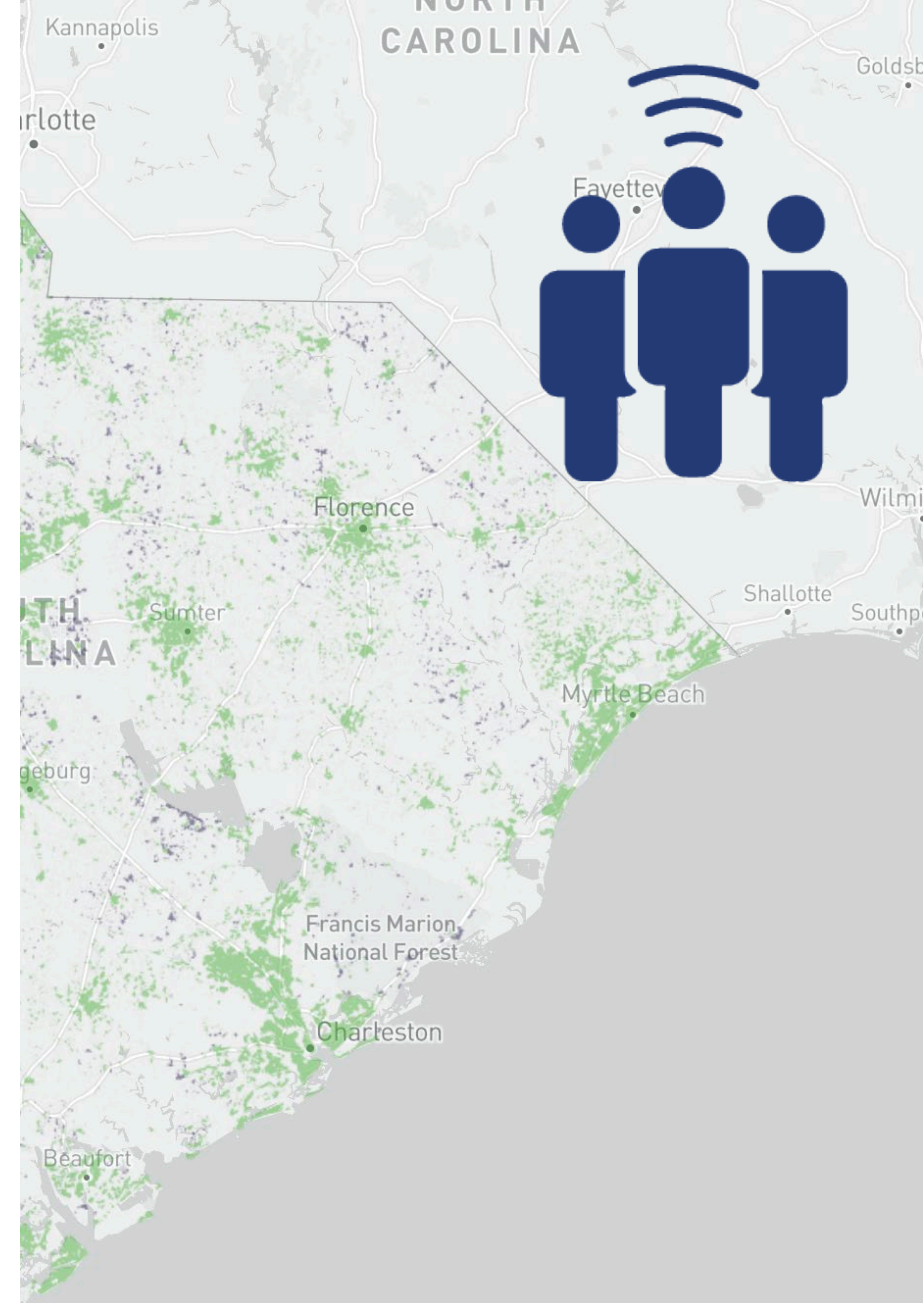 NORTH
CAROLINA
Kannapolis
Goldsb
rlotte
Fayettev
Florence
Wilmi
Shallotte
Southp
UTH
LINA
Sumter
Myrtle Beach
geburg
Francis Marion
National Forest
Charleston
Beaufort